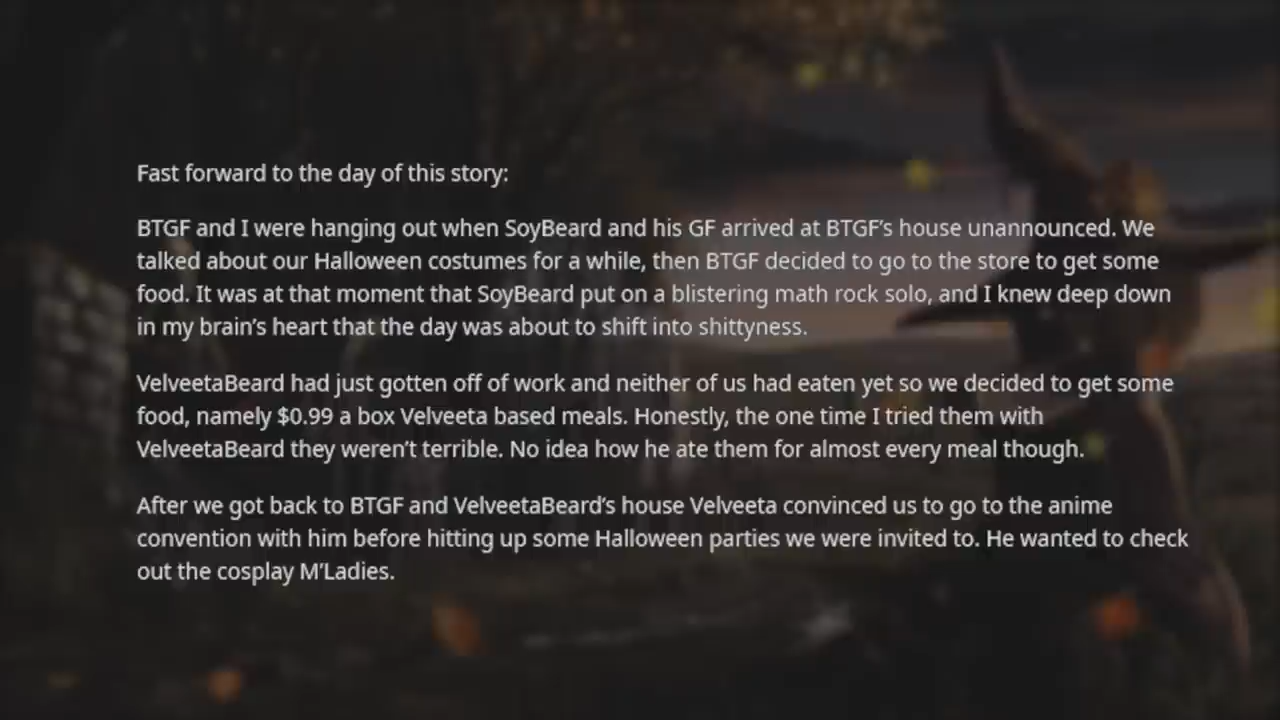 Fast forward to the day of this story:
BTGF and I were hanging out when SoyBeard and his GF arrived at BTGF’s house unannounced. We
talked about our Halloween costumes for a while, then BTGF decided to go to the store to get some
food. It was at that moment that SoyBeard put on a blistering math rock solo, and I knew deep down
in my brain’s heart that the day was about to shift into shittyness.
VelveetaBeard had just gotten off of work and neither of us had eaten yet so we decided to get some
food, namely $0.99 a box Velveeta based meals. Honestly, the one time I tried them with
VelveetaBeard they weren’t terrible. No idea how he ate them for almost every meal though.
After we got back to BTGF and VelveetaBeard’s house Velveeta convinced us to go to the anime
convention with him before hitting up some Halloween parties we were invited to. He wanted to check
out the cosplay M’Ladies.